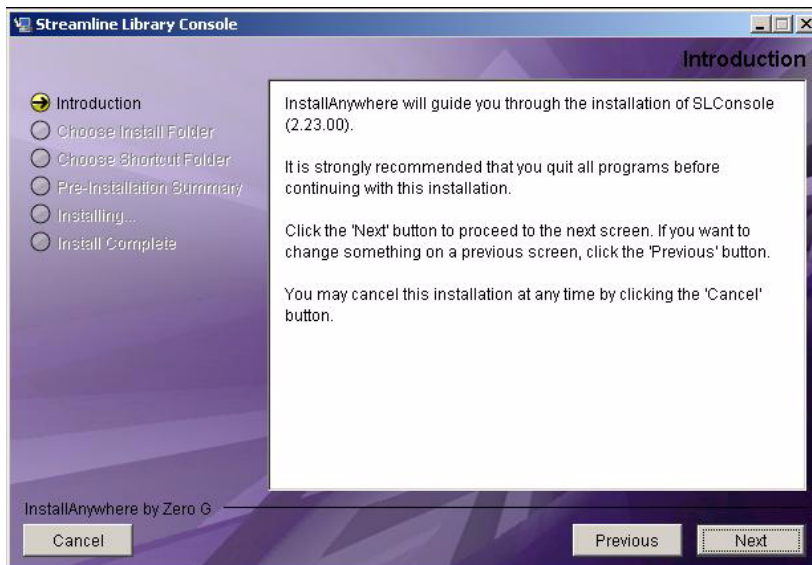 Streamline Library Console
Introduction
Introduction
Choose Install Folder
Choose Shortcut Folder
Pre-Installation Summary
Installing...
Install Complete
InstallAnywhere will guide you through the installation of SLConsole
(2.23.00).
It is strongly recommended that you quit all programs before
continuing with this installation.
Click the 'Next' button to proceed to the next screen. If you want to
change something on a previous screen, click the 'Previous' button.
You may cancel this installation at any time by clicking the 'Cancel'
button.
InstallAnywhere by Zero G
Cancel
Previous
Next